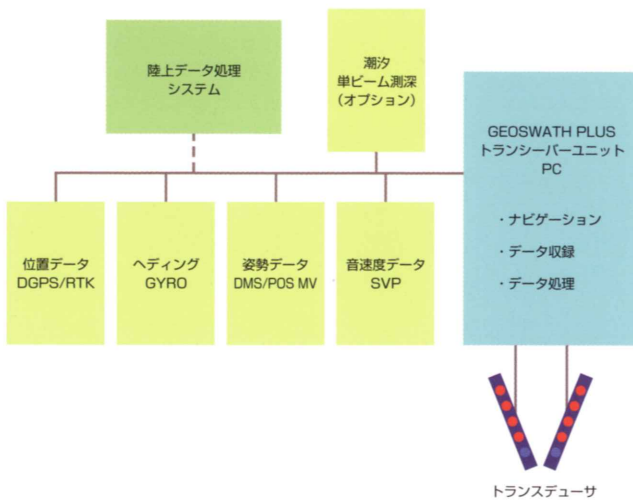 陸上データ処理
システム
潮汐
単ビーム測深
(オプション)
GEOSWATH PLUS
トランシーバーユニット
PC
・ナビゲーション
・データ収録
・データ処理
位置データ
DGPS/RTK
ヘディング
GYRO
姿勢データ
DMS/POS MV
音速度データ
SVP
トランスデューサ